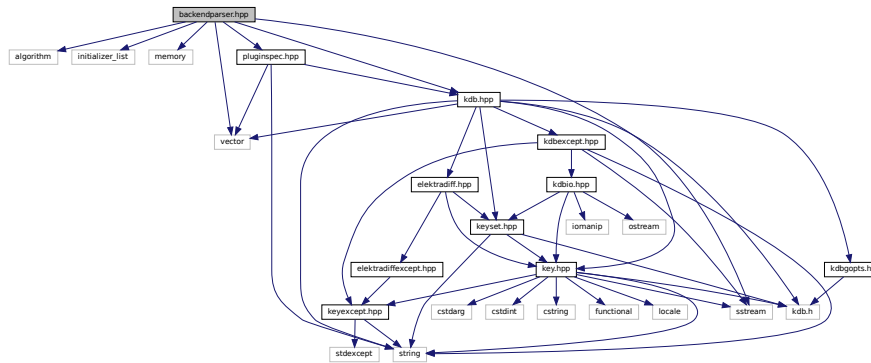 backendparser.hpp
algorithm
initializer_list
memory
pluginspec.hpp
kdb.hpp
vector
kdbexcept.hpp
elektradiff.hpp
kdbio.hpp
keyset.hpp
iomanip
ostream
elektradiffexcept.hpp
key.hpp
kdbgopts.h
keyexcept.hpp
cstdarg
cstdint
cstring
functional
locale
sstream
kdb.h
stdexcept
string